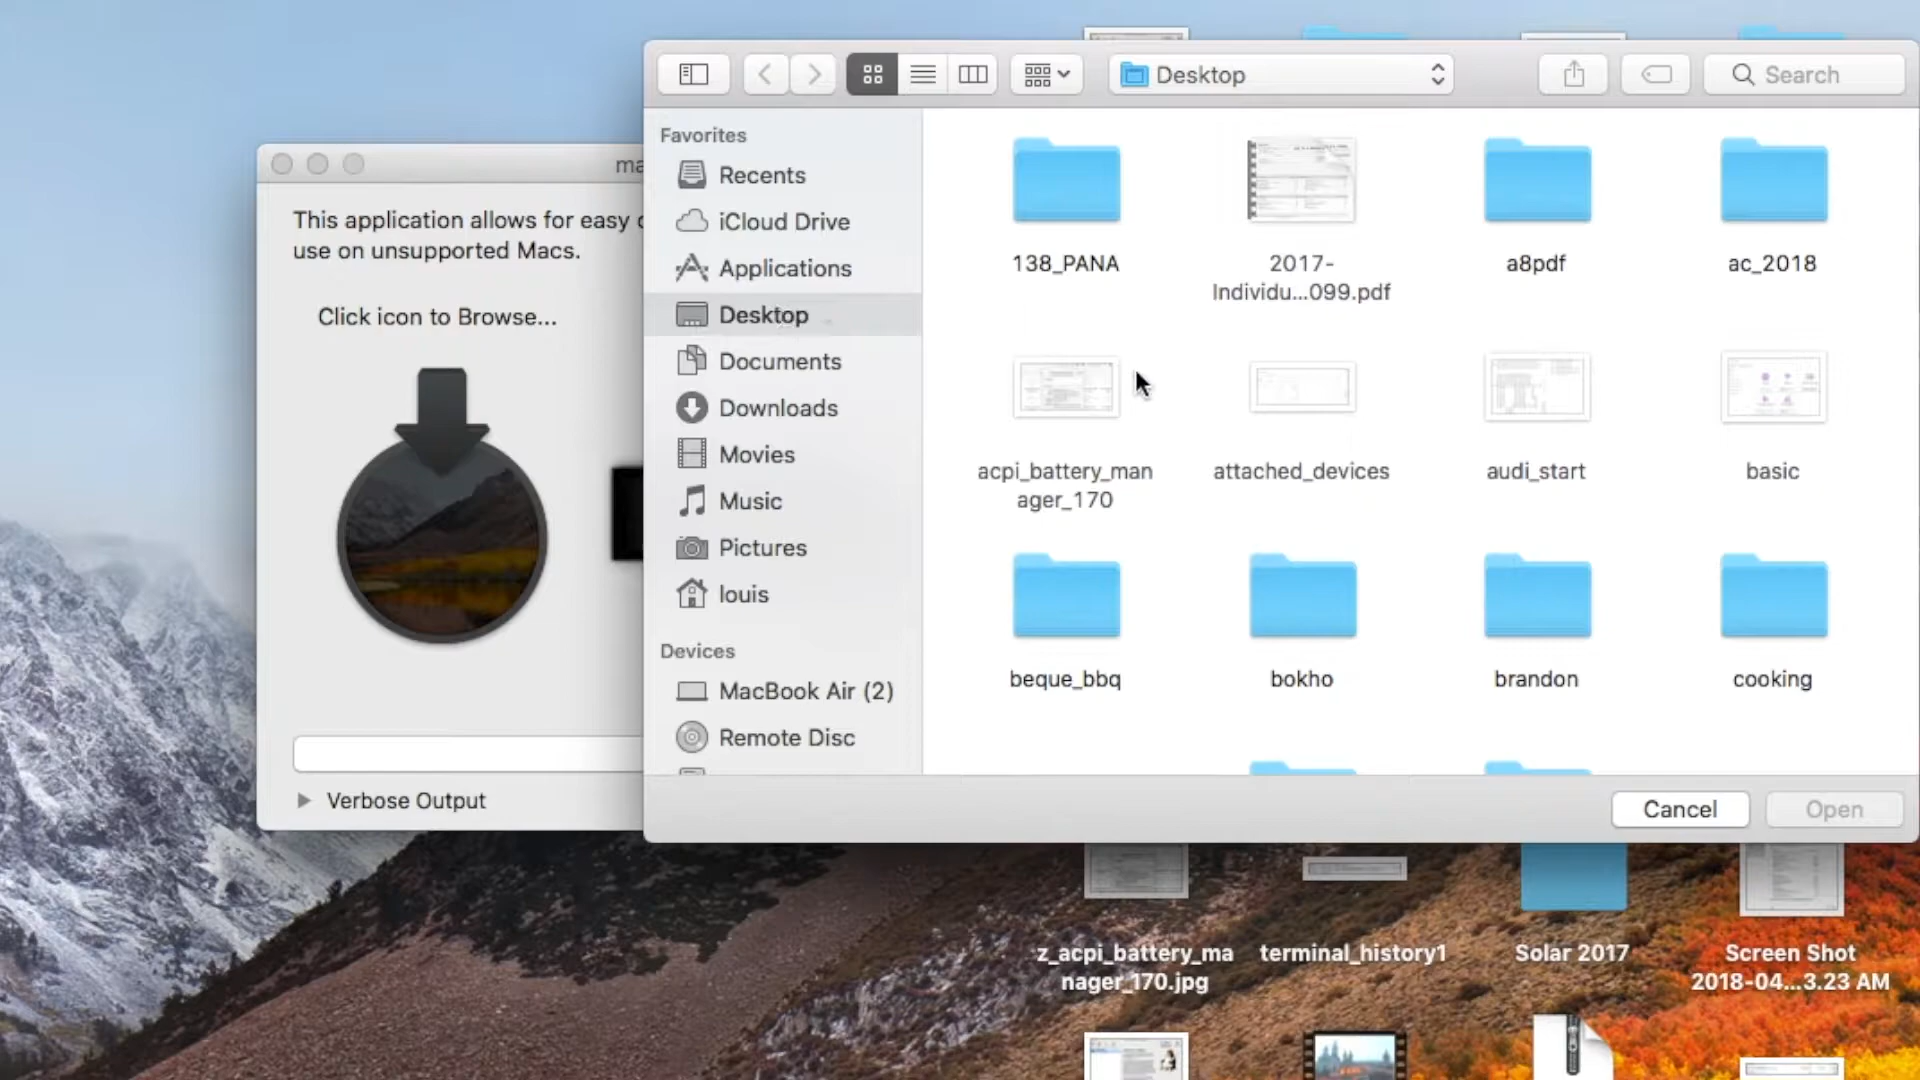 Desktop
Search
ma
This application allows for easy
use on unsupported Macs.
Click icon to Browse...
Verbose Output
Favorites
Recents
iCloud Drive
Applications
Desktop
Documents
Downloads
Movies
Music
Pictures
louis
Devices
MacBook Air (2)
Remote Disc
138_PANA
2017-
Individu...099.pdf
a8pdf
ac_2018
acpi_battery_man
ager_170
attached_devices
audi_start
basic
beque_bbq
bokho
brandon
cooking
Cancel
Open
z_acpi_battery_ma
nager_170.jpg
terminal_history1
Solar 2017
Screen Shot
2018-04...3.23 AM